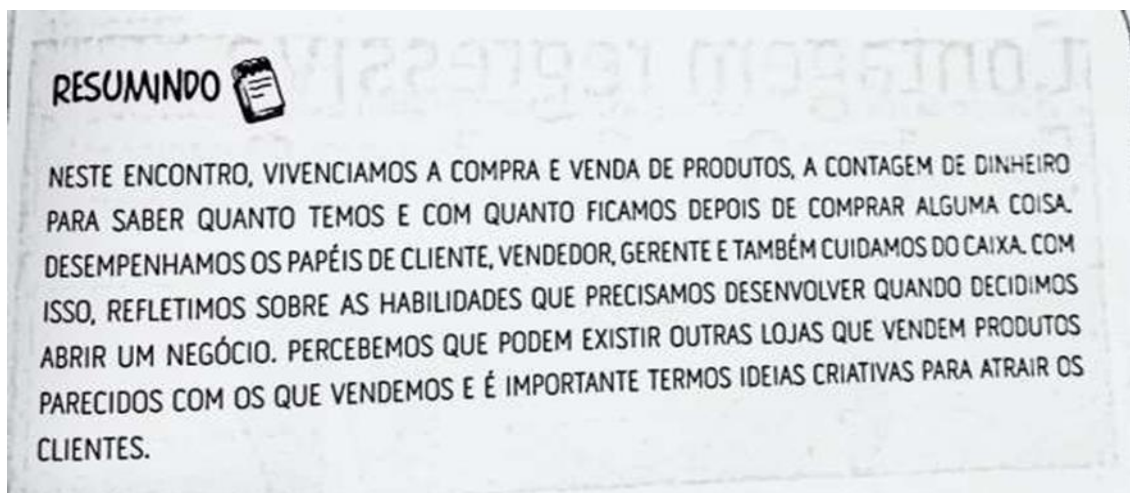 RESUMINDO
NESTE ENCONTRO, VIVENCIAMOS A COMPRA E VENDA DE PRODUTOS, A CONTAGEM DE DINHEIRO
PARA SABER QUANTO TEMOS E COM QUANTO FICAMOS DEPOIS DE COMPRAR ALGUMA COISA.
DESEMPENHAMOS OS PAPÉIS DE CLIENTE, VENDEDOR, GERENTE E TAMBÉM CUIDAMOS DO CAIXA. COM
ISSO, REFLETIMOS SOBRE AS HABILIDADES QUE PRECISAMOS DESENVOLVER QUANDO DECIDIMOS
ABRIR UM NEGÓCIO. PERCEBEMOS QUE PODEM EXISTIR OUTRAS LOJAS QUE VENDEM PRODUTOS
PARECIDOS COM OS QUE VENDEMOS E É IMPORTANTE TERMOS IDEIAS CRIATIVAS PARA ATRAIR OS
CLIENTES.